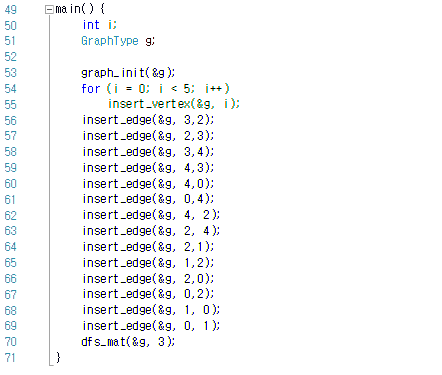 49 main() {
50 int i;
51 GraphType g;
52
53 graph_init(&g);
54 for (i = 0; i < 5; i++)
55 insert_vertex(&g, i);
56 insert_edge(&g, 3,2);
57 insert_edge(&g, 2,3);
58 insert_edge(&g, 3,4);
59 insert_edge(&g, 4,3);
60 insert_edge(&g, 4,0);
61 insert_edge(&g, 0,4);
62 insert_edge(&g, 4, 2);
63 insert_edge(&g, 2, 4);
64 insert_edge(&g, 2,1);
65 insert_edge(&g, 1,2);
66 insert_edge(&g, 2,0);
67 insert_edge(&g, 0,2);
68 insert_edge(&g, 1, 0);
69 insert_edge(&g, 0, 1);
70 dfs_mat(&g, 3);
71 }